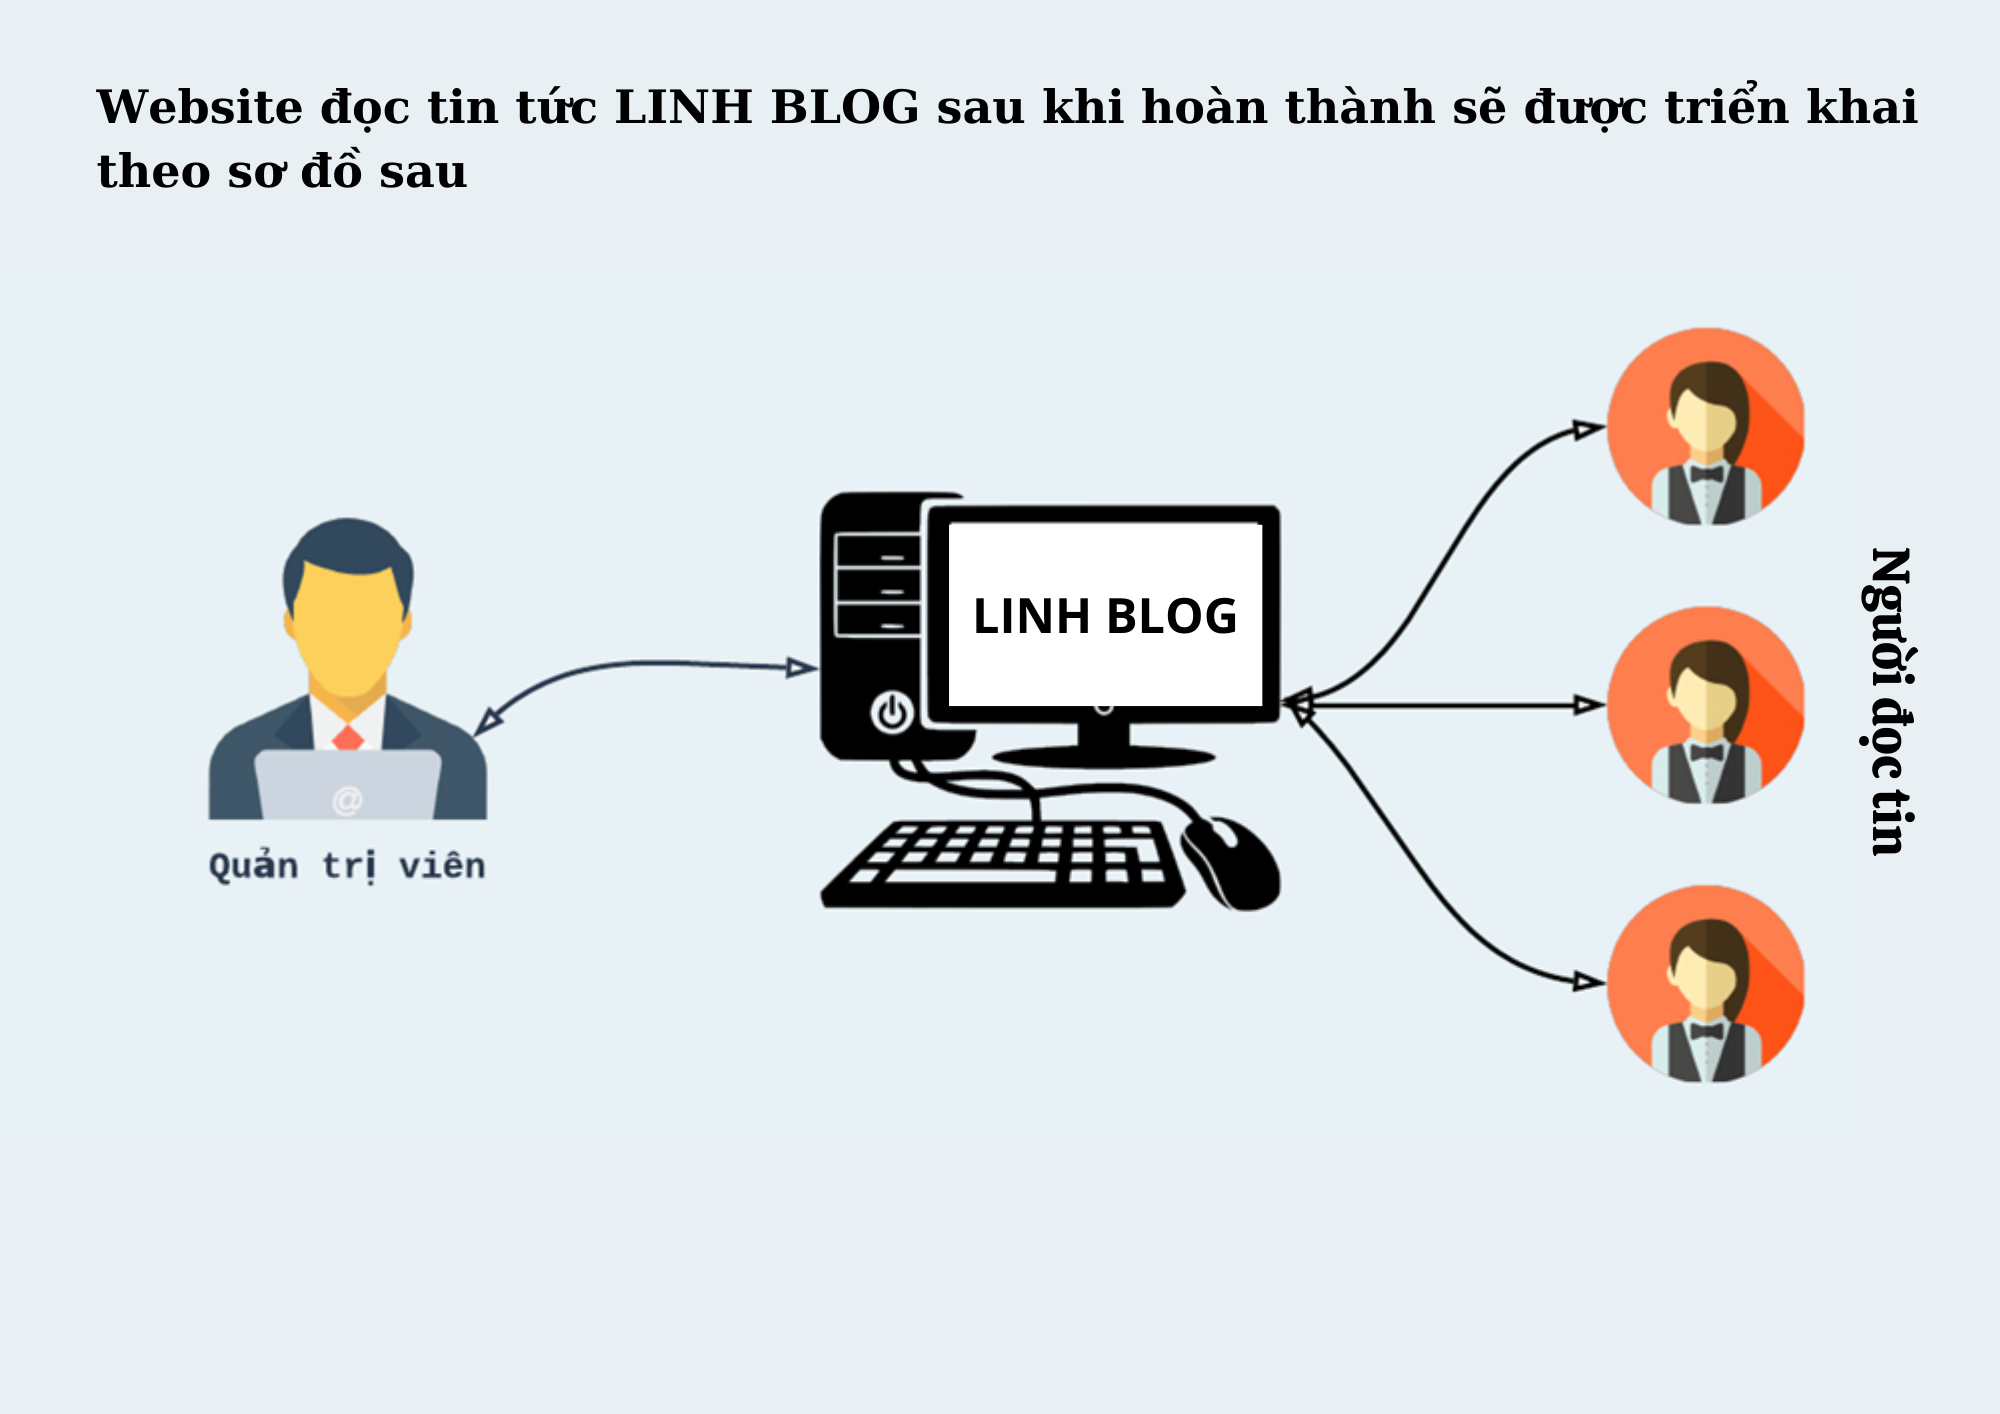 Website đọc tin tức LINH BLOG sau khi hoàn thành sẽ được triển khai
theo sơ đồ sau
LINH BLOG
@
Quản trị viên
Người đọc tin